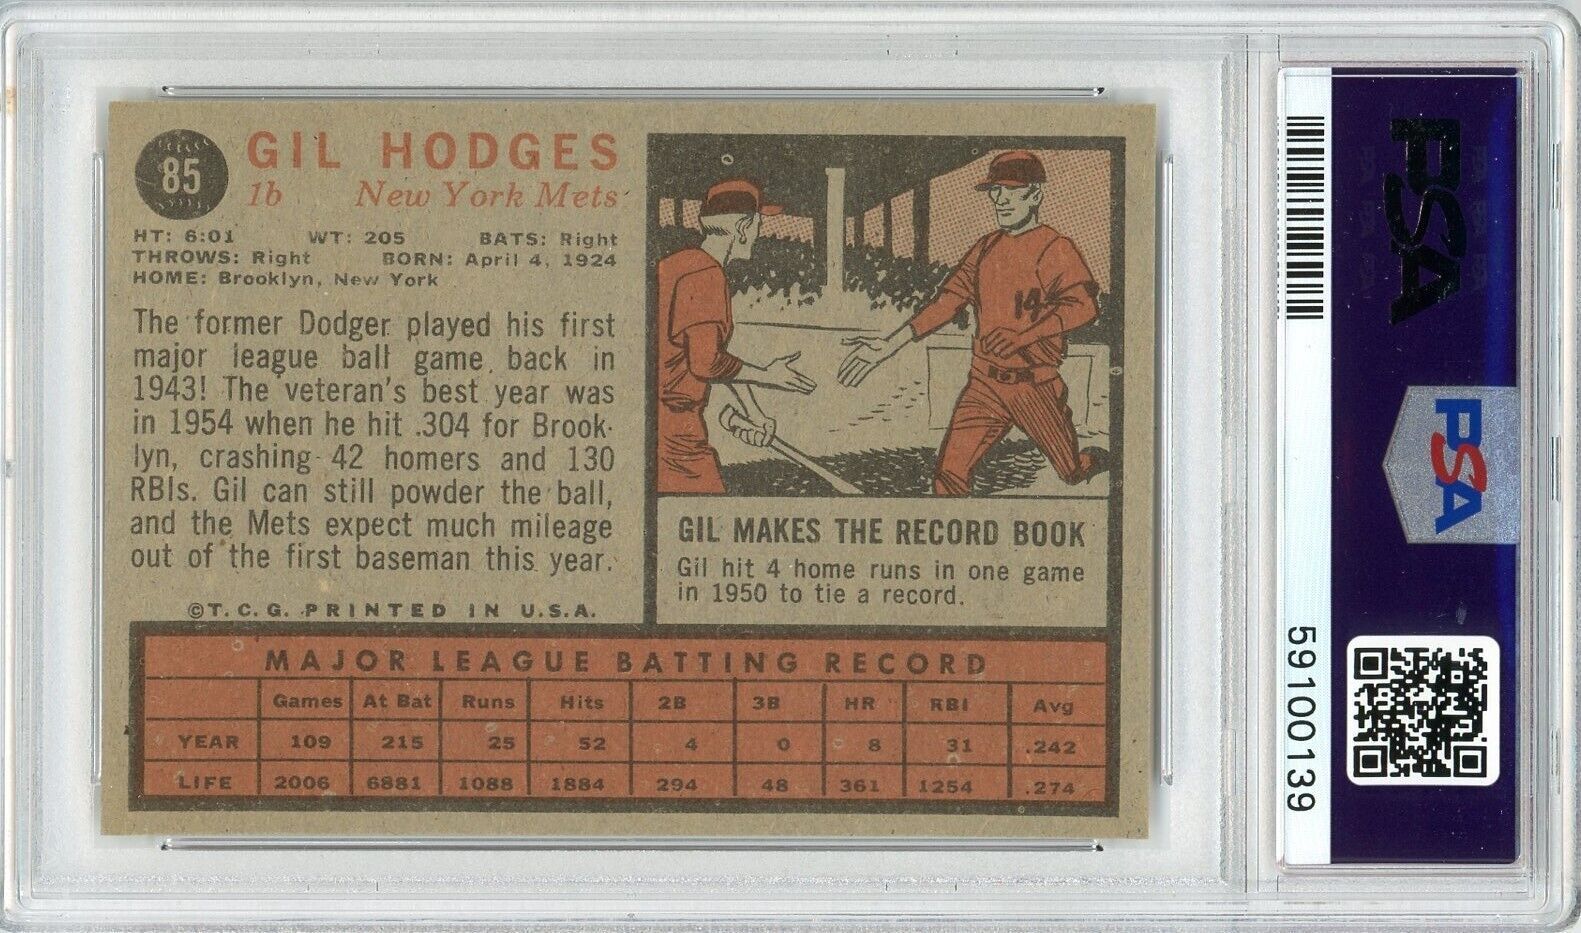 85
GIL HODGES
1b New York Mets
HT: 6:01 WT: 205 BATS: Right
THROWS: Right BORN: April 4, 1924
HOME: Brooklyn, New York
The former Dodger played his first
major league ball game back in
1943! The veteran's best year was
in 1954 when he hit .304 for Brook-
lyn, crashing 42 homers and 130
RBIs. Gil can still powder the ball,
and the Mets expect much mileage
out of the first baseman this year.
©T.C.G. PRINTED IN U.S.A.
14
GIL MAKES THE RECORD BOOK
Gil hit 4 home runs in one game
in 1950 to tie a record.
MAJOR LEAGUE BATTING RECORD
Games At Bat Runs Hits 2B 3B HR RBI Avg
YEAR 109 215 25 52 4 0 8 31 .242
LIFE 2006 6881 1088 1884 294 48 361 1254 .274
PSA
PSA
59100139